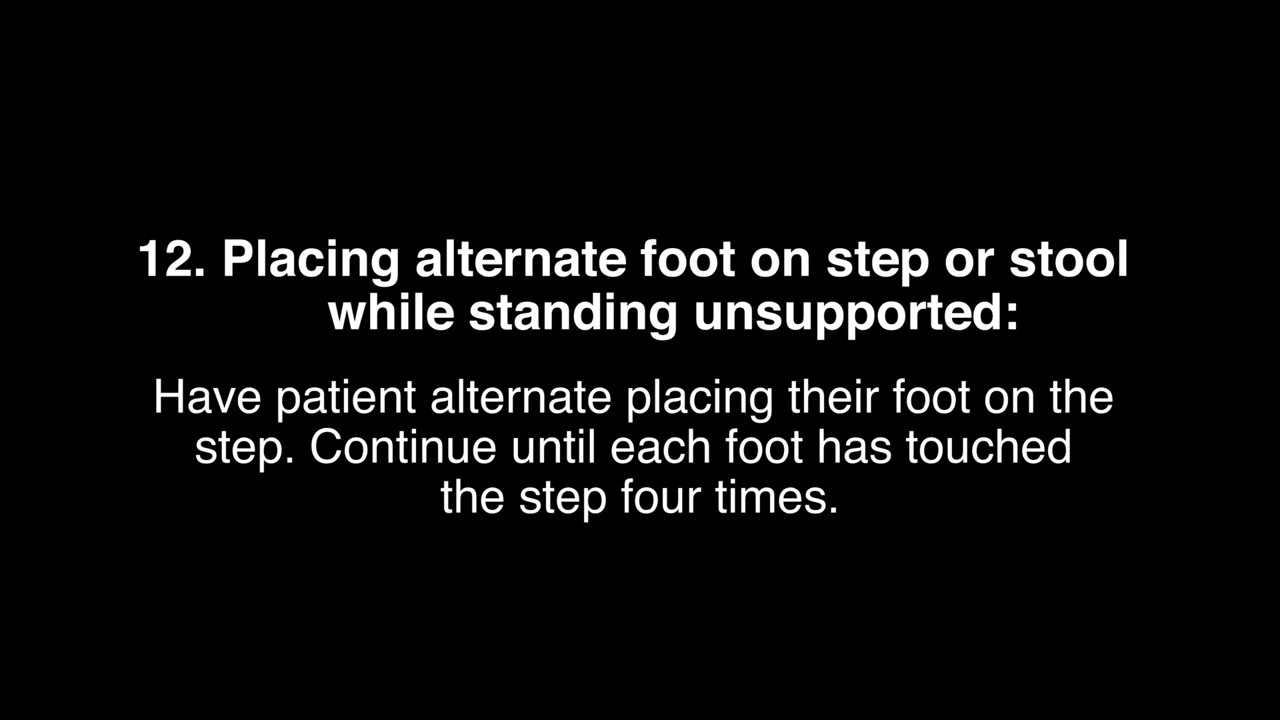 12. Placing alternate foot on step or stool
while standing unsupported:
Have patient alternate placing their foot on the
step. Continue until each foot has touched
the step four times.